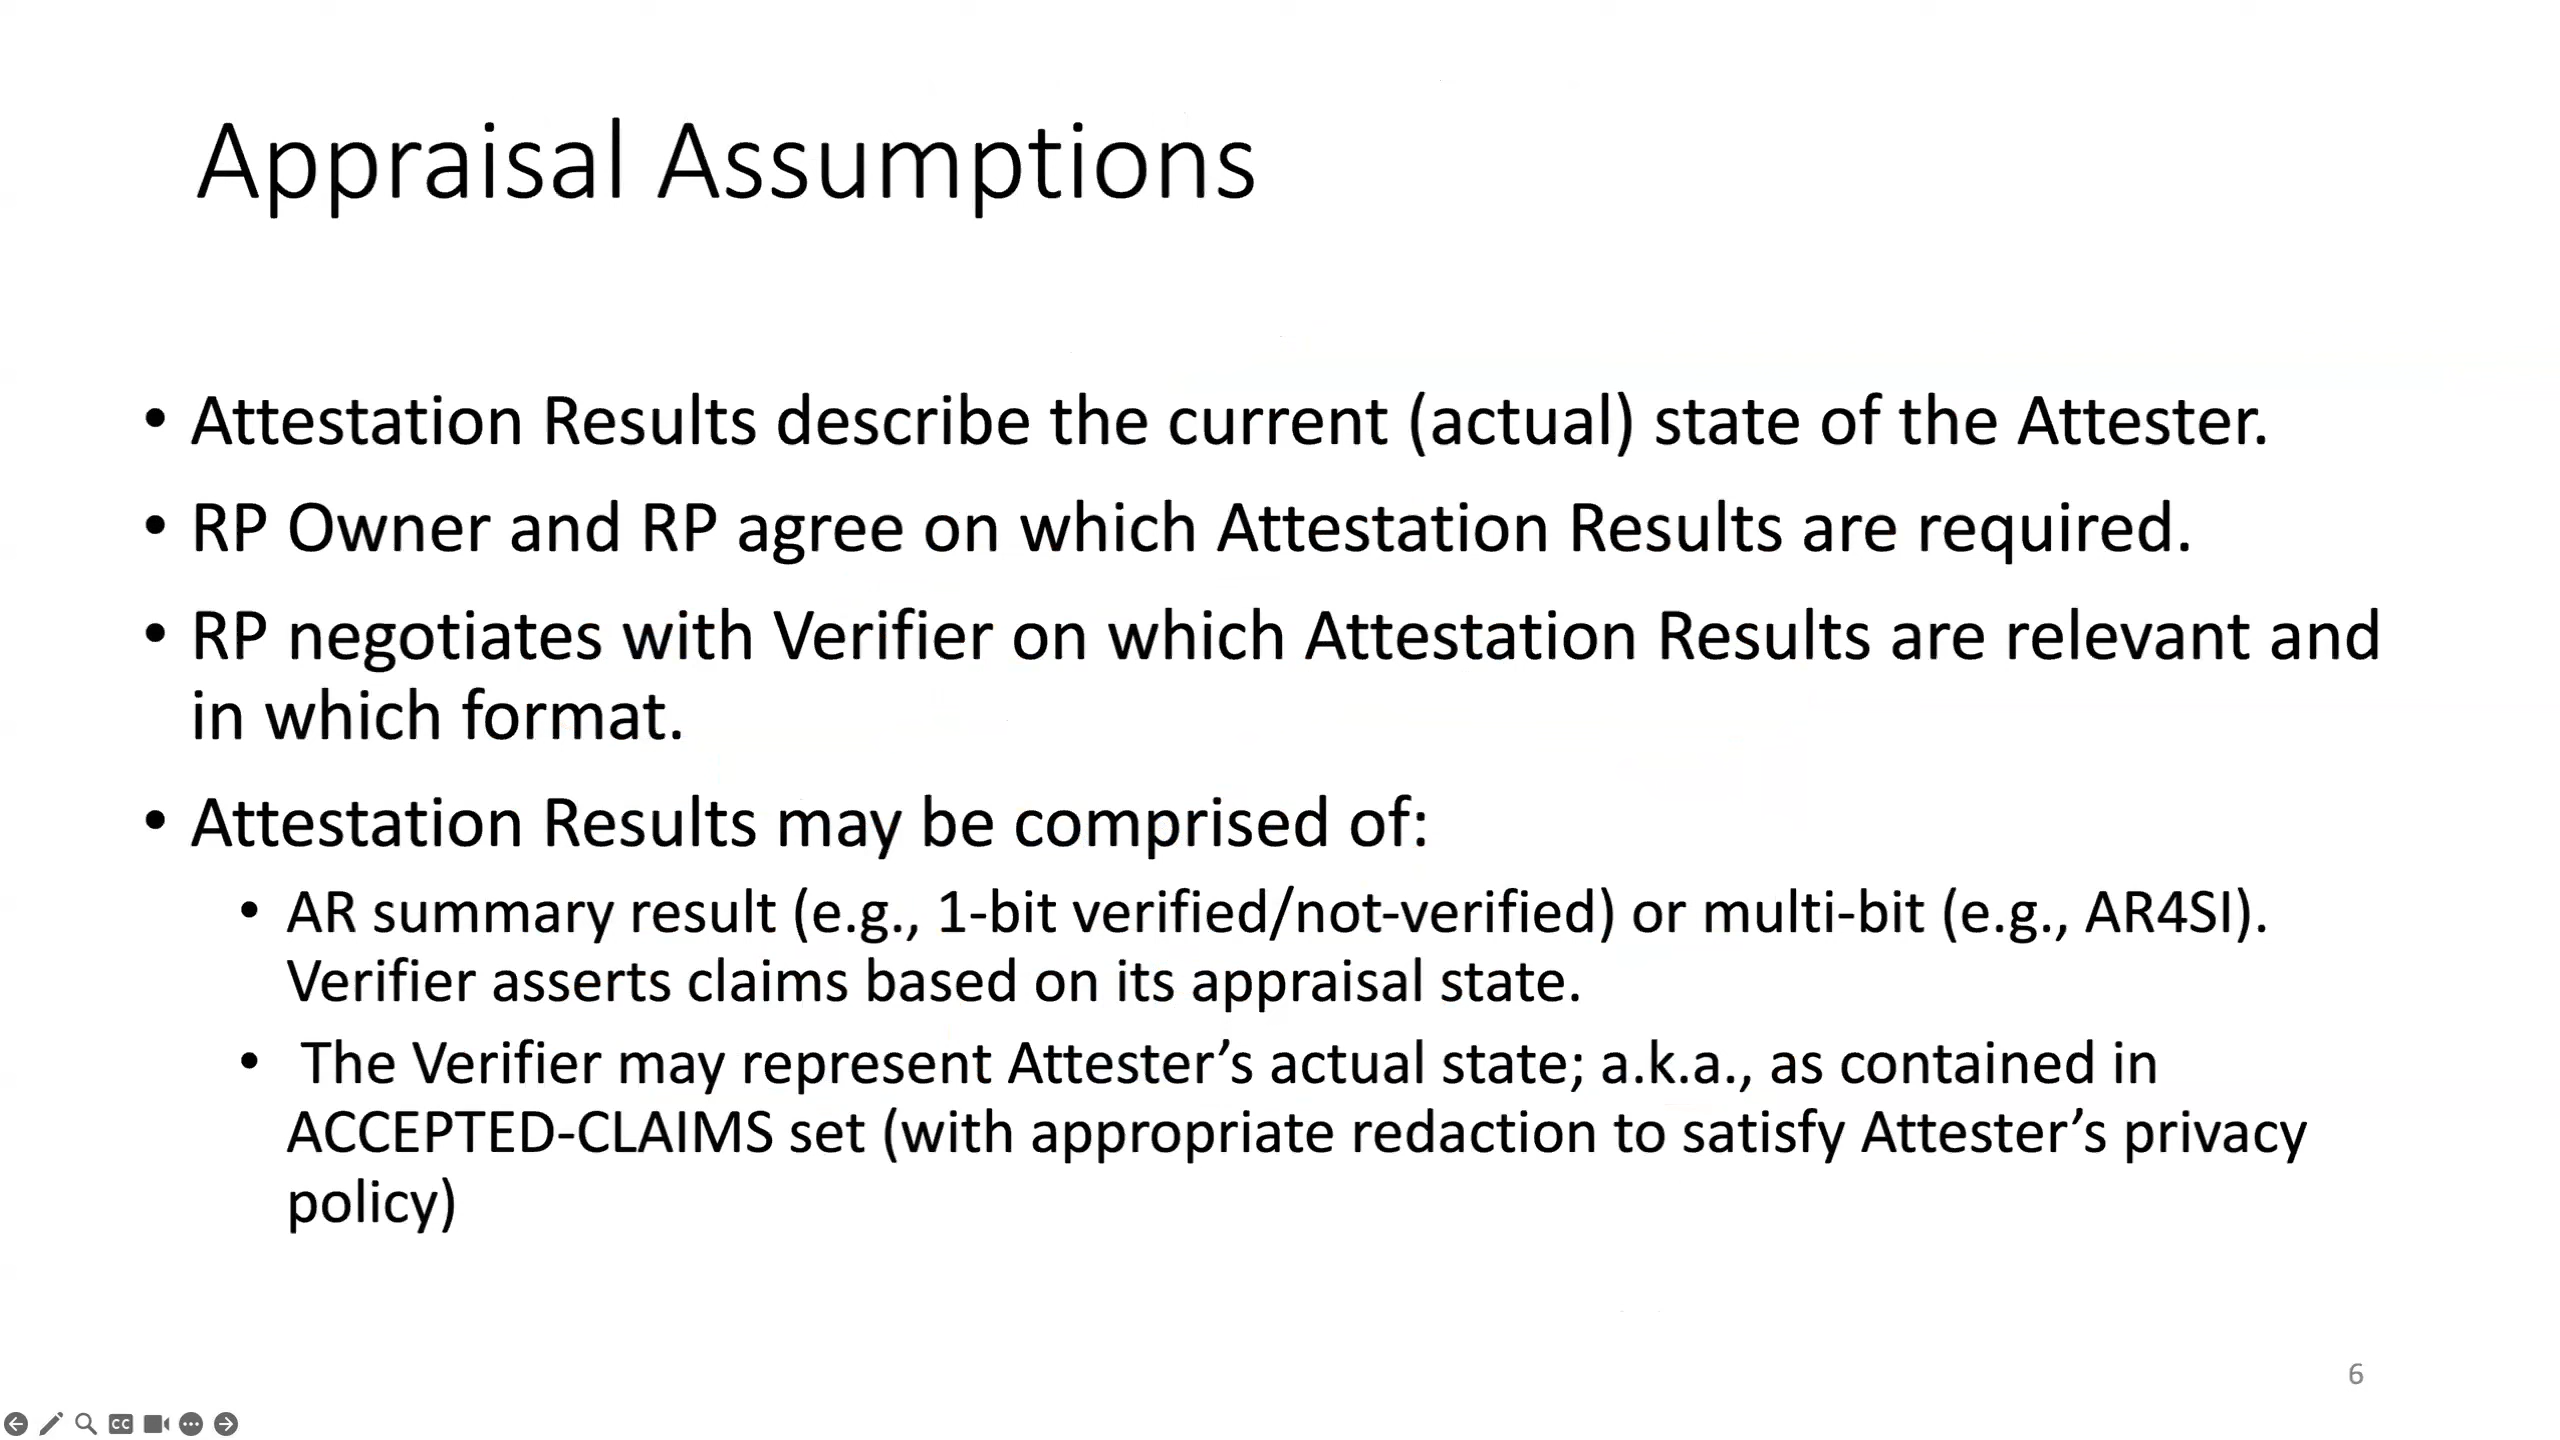 Appraisal Assumptions
• Attestation Results describe the current (actual) state of the Attester.
• RP Owner and RP agree on which Attestation Results are required.
• RP negotiates with Verifier on which Attestation Results are relevant and
in which format.
• Attestation Results may be comprised of:
• AR summary result (e.g., 1-bit verified/not-verified) or multi-bit (e.g., AR4SI).
Verifier asserts claims based on its appraisal state.
• The Verifier may represent Attester’s actual state; a.k.a., as contained in
ACCEPTED-CLAIMS set (with appropriate redaction to satisfy Attester’s privacy
policy)
6
CC